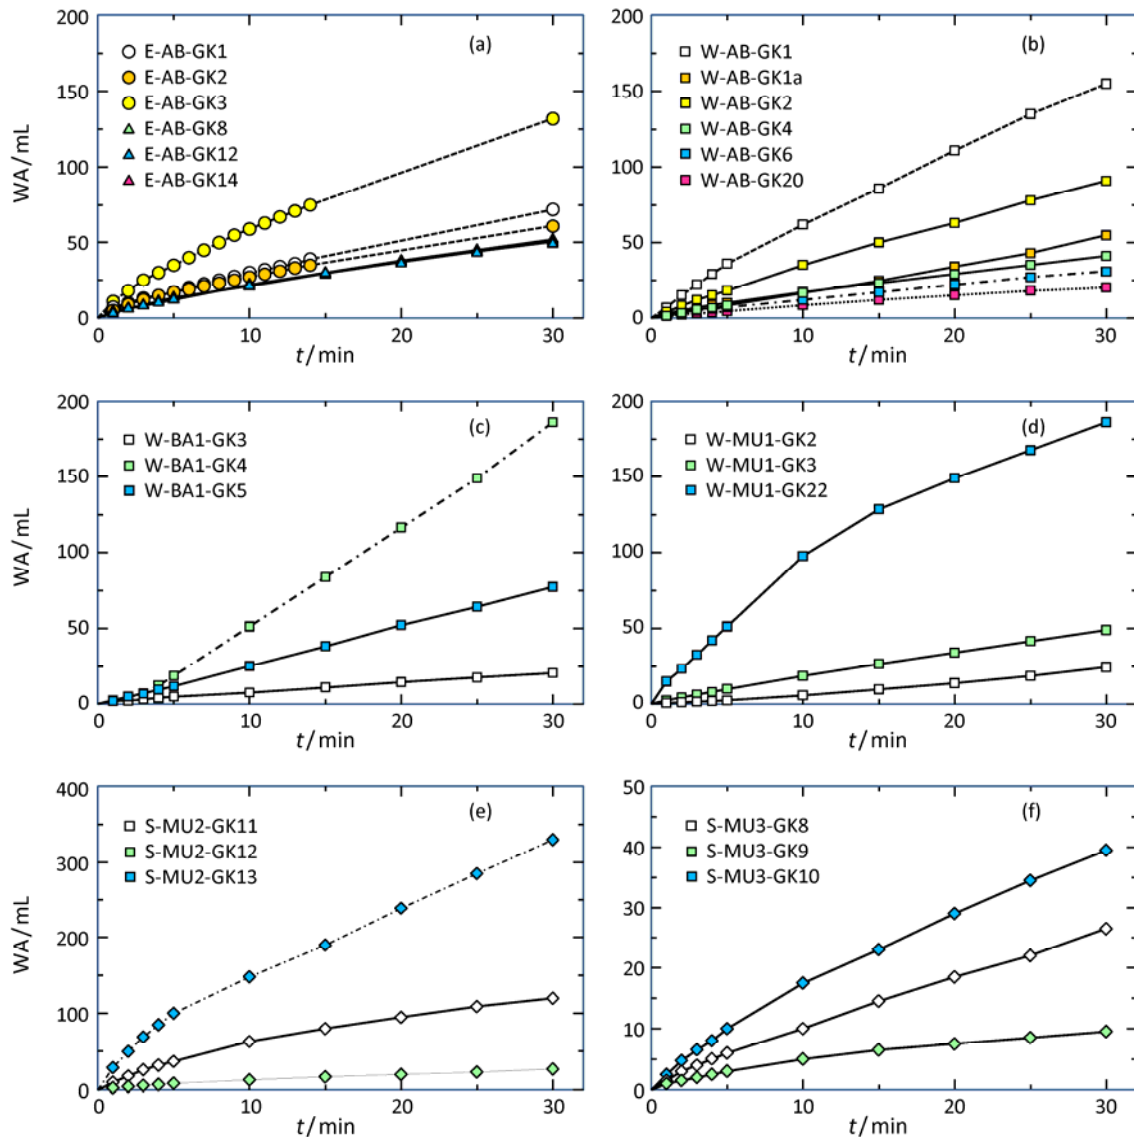 (a)
E-AB-GK1
E-AB-GK2
E-AB-GK3
E-AB-GK8
E-AB-GK12
E-AB-GK14
WA/mL
200
150
100
50
0
0 10 20 30
t/min
(b)
W-AB-GK1
W-AB-GK1a
W-AB-GK2
W-AB-GK4
W-AB-GK6
W-AB-GK20
200
150
100
50
0
0 10 20 30
t/min
(c)
W-BA1-GK3
W-BA1-GK4
W-BA1-GK5
WA/mL
200
150
100
50
0
0 10 20 30
t/min
(d)
W-MU1-GK2
W-MU1-GK3
W-MU1-GK22
200
150
100
50
0
0 10 20 30
t/min
(e)
S-MU2-GK11
S-MU2-GK12
S-MU2-GK13
WA/mL
400
300
200
100
0
0 10 20 30
t/min
(f)
S-MU3-GK8
S-MU3-GK9
S-MU3-GK10
50
40
30
20
10
0
0 10 20 30
t/min